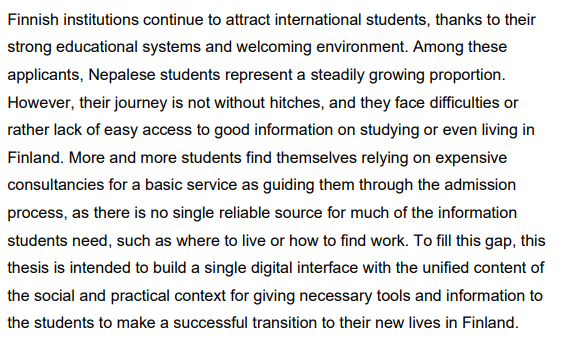 Finnish institutions continue to attract international students, thanks to their
strong educational systems and welcoming environment. Among these
applicants, Nepalese students represent a steadily growing proportion.
However, their journey is not without hitches, and they face difficulties or
rather lack of easy access to good information on studying or even living in
Finland. More and more students find themselves relying on expensive
consultancies for a basic service as guiding them through the admission
process, as there is no single reliable source for much of the information
students need, such as where to live or how to find work. To fill this gap, this
thesis is intended to build a single digital interface with the unified content of
the social and practical context for giving necessary tools and information to
the students to make a successful transition to their new lives in Finland.